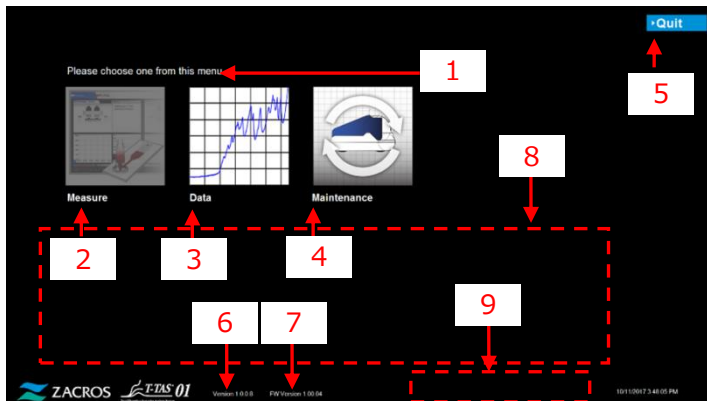 Quit
1
Please choose one from this menu.
5
8
Measure
Data
Maintenance
2
3
4
9
6
7
ZACROS
T-TAS 01
Version 1.0.0.8
FW Version 1.00.04
10/11/2017 3:48:05 PM